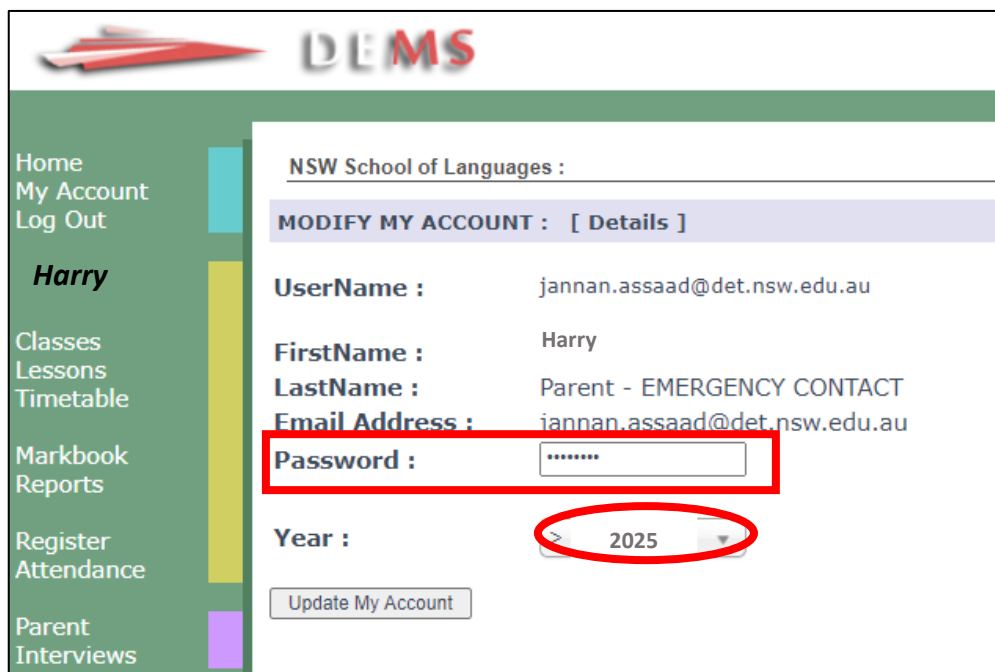 DEMS
Home
My Account
Log Out
Harry
Classes
Lessons
Timetable
Markbook
Reports
Register
Attendance
Parent
Interviews
NSW School of Languages :
MODIFY MY ACCOUNT : [ Details ]
UserName : jannan.assaad@det.nsw.edu.au
FirstName : Harry
LastName : Parent - EMERGENCY CONTACT
Email Address : jannan.assaad@det.nsw.edu.au
Password : ••••••••
Year : > 2025
Update My Account